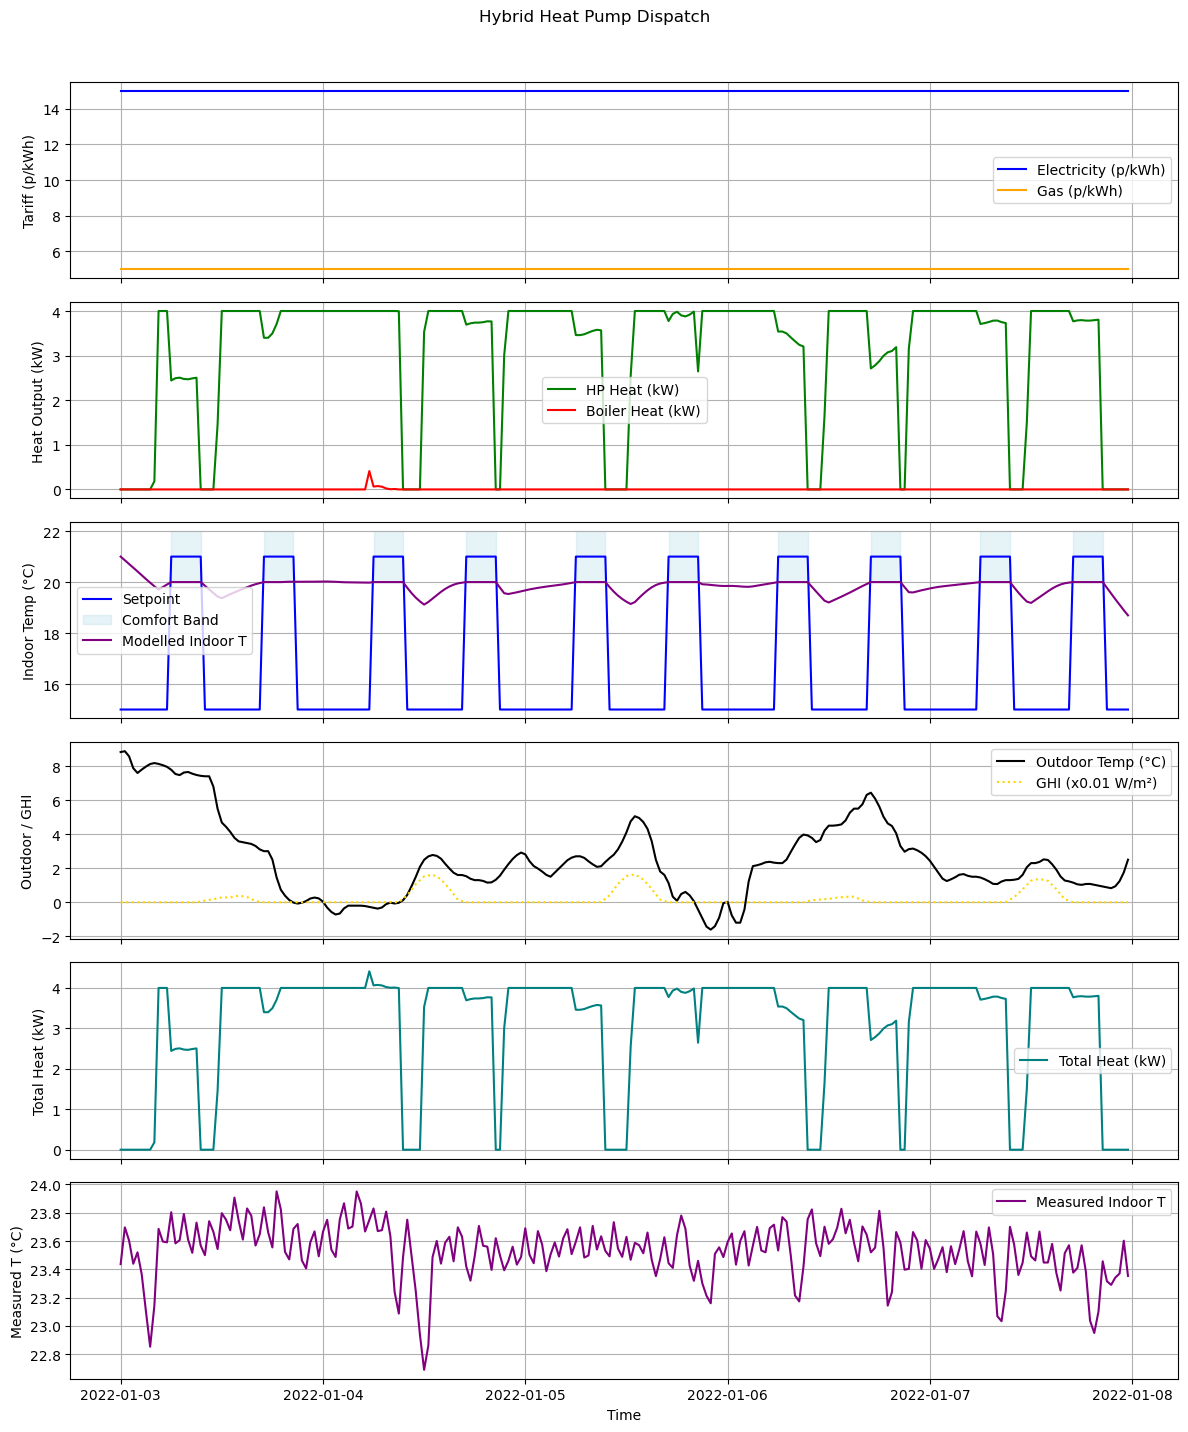 Hybrid Heat Pump Dispatch
14
12
10
8
6
Tariff (p/kWh)
Electricity (p/kWh)
Gas (p/kWh)
4
3
2
1
0
Heat Output (kW)
HP Heat (kW)
Boiler Heat (kW)
22
20
18
16
Indoor Temp (°C)
Setpoint
Comfort Band
Modelled Indoor T
8
6
4
2
0
−2
Outdoor / GHI
Outdoor Temp (°C)
GHI (x0.01 W/m²)
4
3
2
1
0
Total Heat (kW)
Total Heat (kW)
24.0
23.8
23.6
23.4
23.2
23.0
22.8
Measured T (°C)
Measured Indoor T
2022-01-03 2022-01-04 2022-01-05 2022-01-06 2022-01-07 2022-01-08
Time